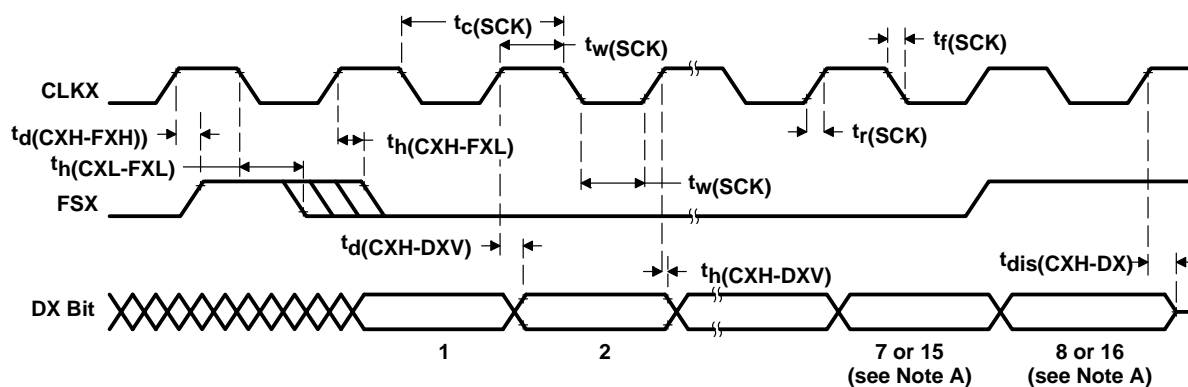 tc(SCK)
tw(SCK)
tf(SCK)
CLKX
td(CXH-FXH))
th(CXH-FXL)
tr(SCK)
th(CXL-FXL)
tw(SCK)
FSX
td(CXH-DXV)
th(CXH-DXV)
tdis(CXH-DX)
DX Bit
1
2
7 or 15
(see Note A)
8 or 16
(see Note A)